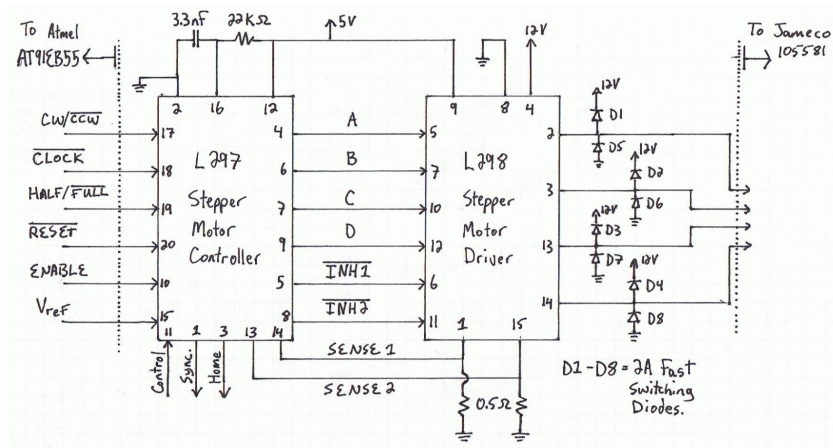 3.3nF 22KΩ 5V 12V
To Atmel
AT91EB55
To Jameco
105581
2 16 12 9 8 4
CW/CCW 17 4 A 5 2
CLOCK 18 6 B 7 3
HALF/FULL 19 7 C 10 13
RESET 20 9 D 12 14
ENABLE 10 5 INH1 6
Vref 15 8 INH2 11
L297
Stepper
Motor
Controller
L298
Stepper
Motor
Driver
12V D1
D5
12V D2
D6
12V D3
D7
12V D4
D8
11 1 3 13 14 1 15
Control
Sync.
Home
SENSE 1
SENSE 2
0.5Ω
D1-D8 = 2A Fast
Switching
Diodes.